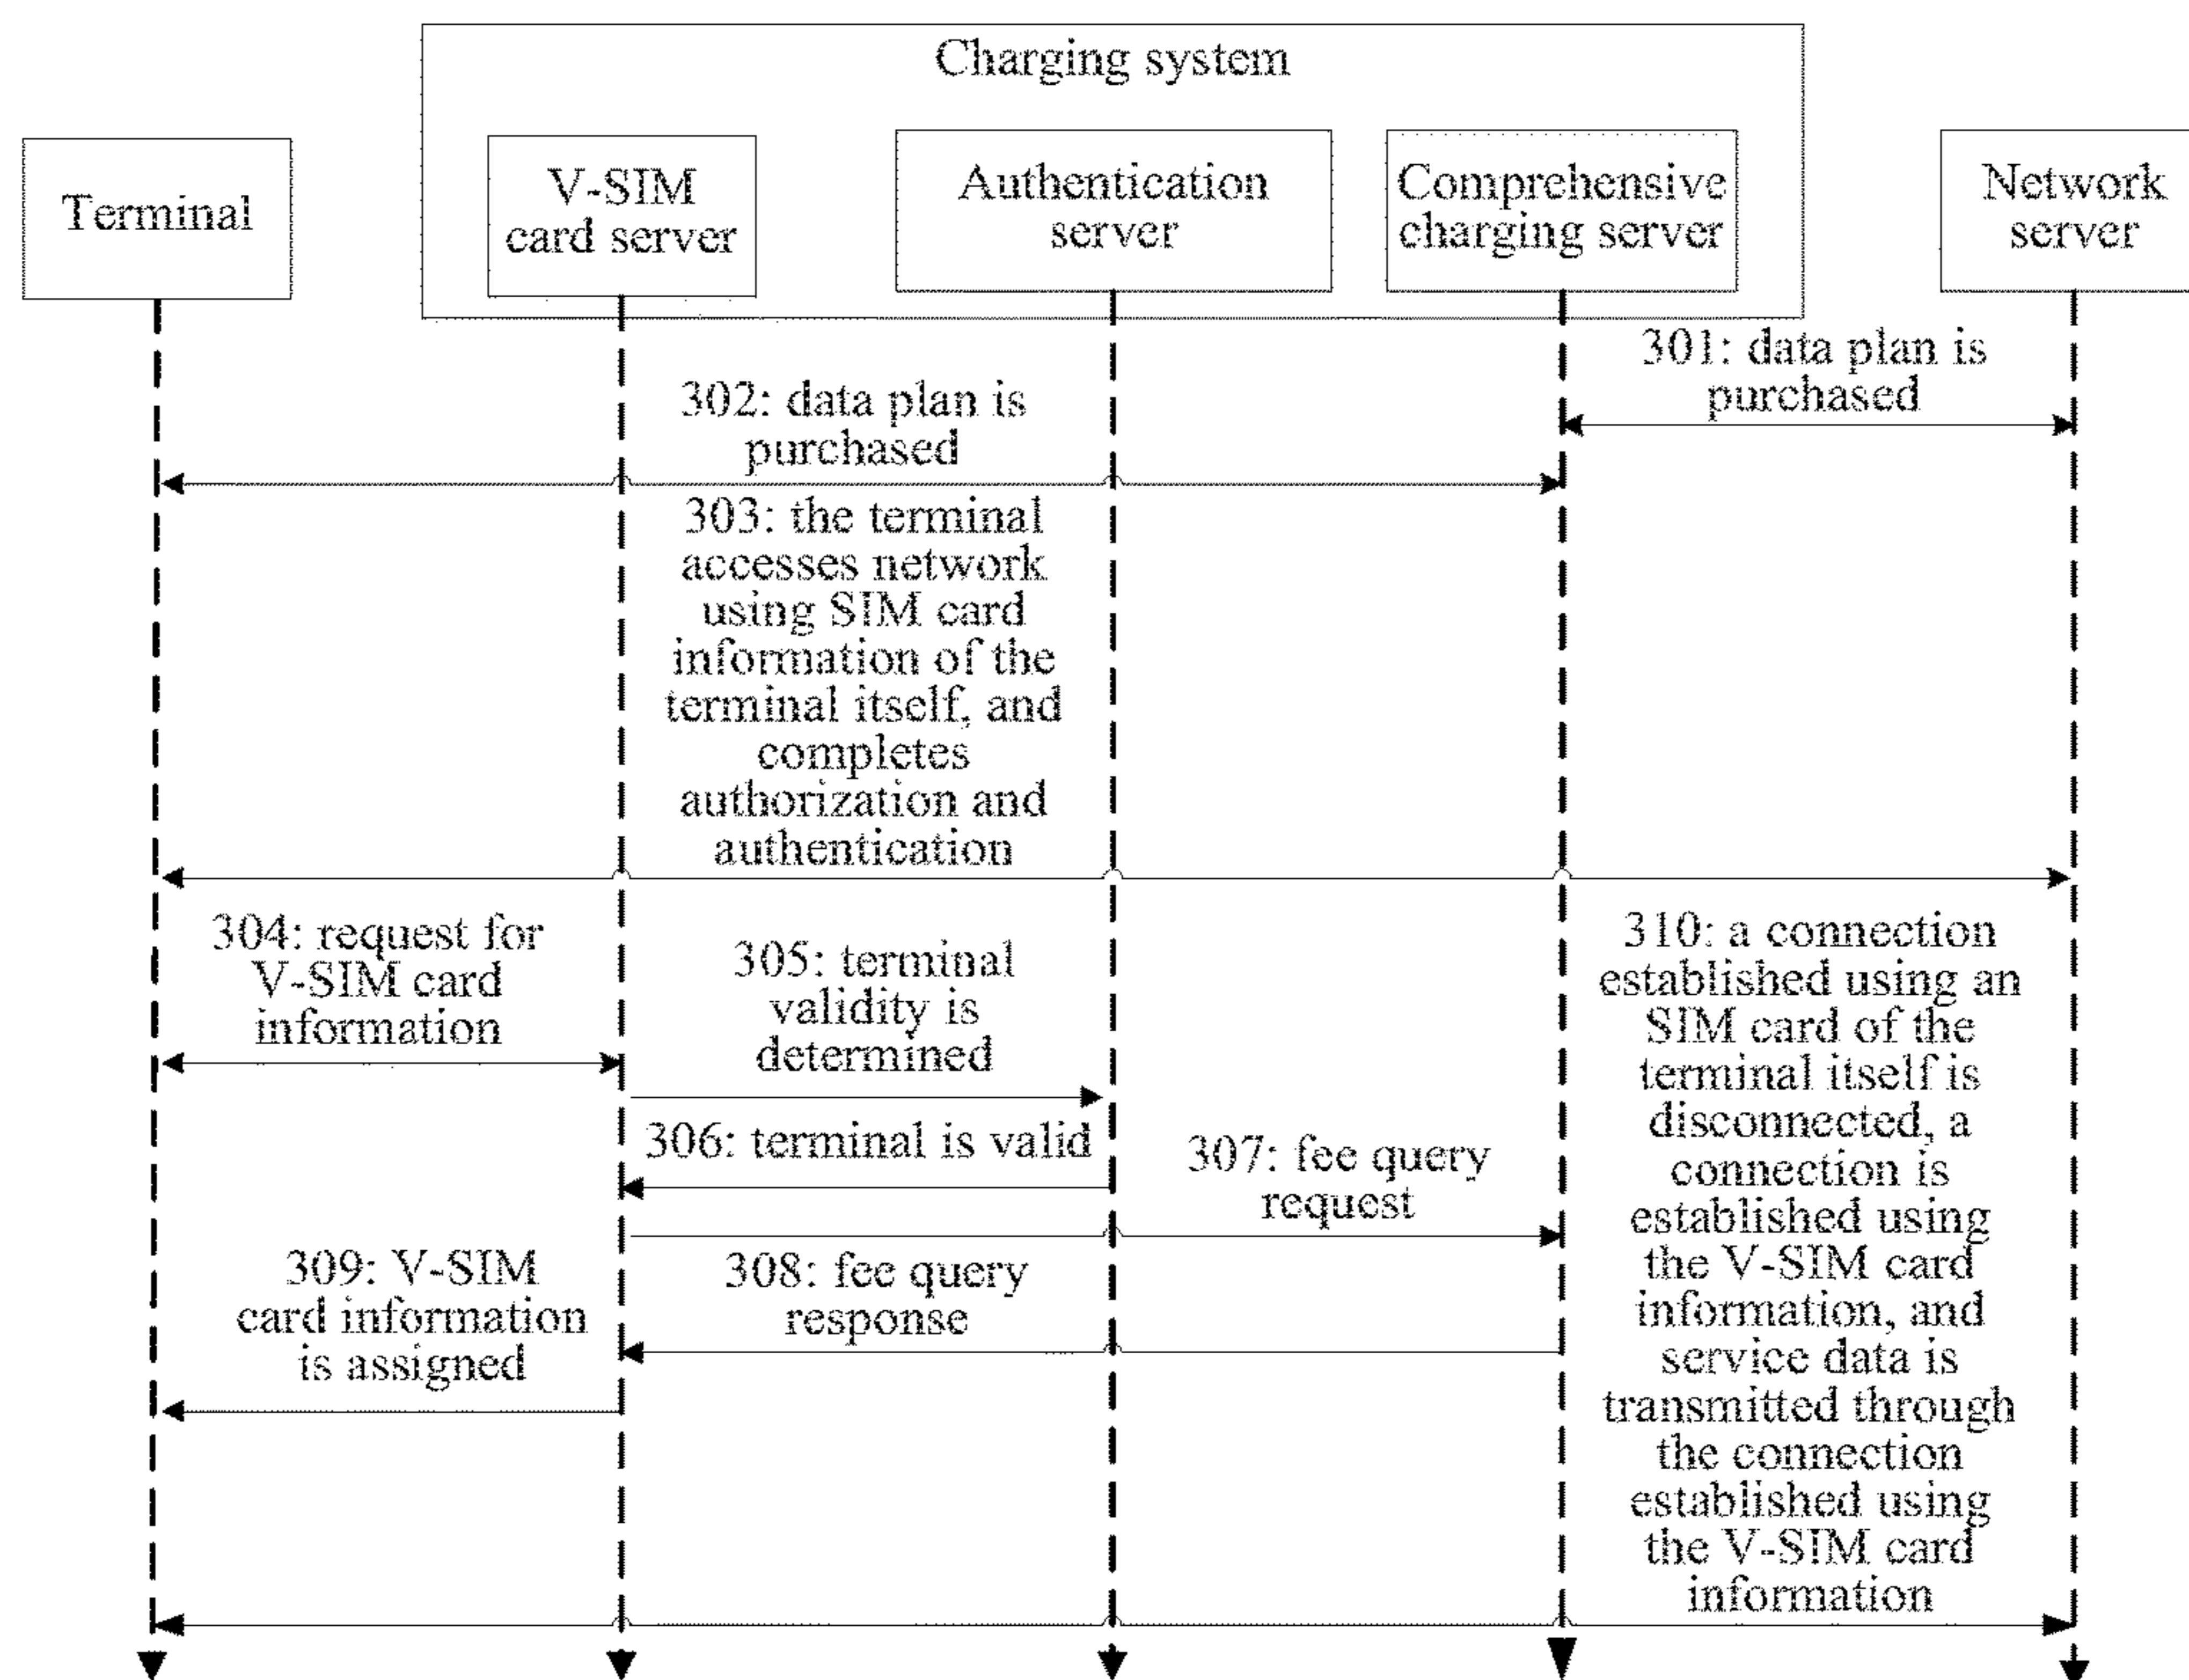 Charging system
Terminal
V-SIM
card server
Authentication
server
Comprehensive
charging server
Network
server
301: data plan is
purchased
302: data plan is
purchased
303: the terminal
accesses network
using SIM card
information of the
terminal itself, and
completes
authorization and
authentication
304: request for
V-SIM card
information
305: terminal
validity is
determined
306: terminal is valid
307: fee query
request
308: fee query
response
309: V-SIM
card information
is assigned
310: a connection
established using an
SIM card of the
terminal itself is
disconnected, a
connection is
established using
the V-SIM card
information, and
service data is
transmitted through
the connection
established using
the V-SIM card
information